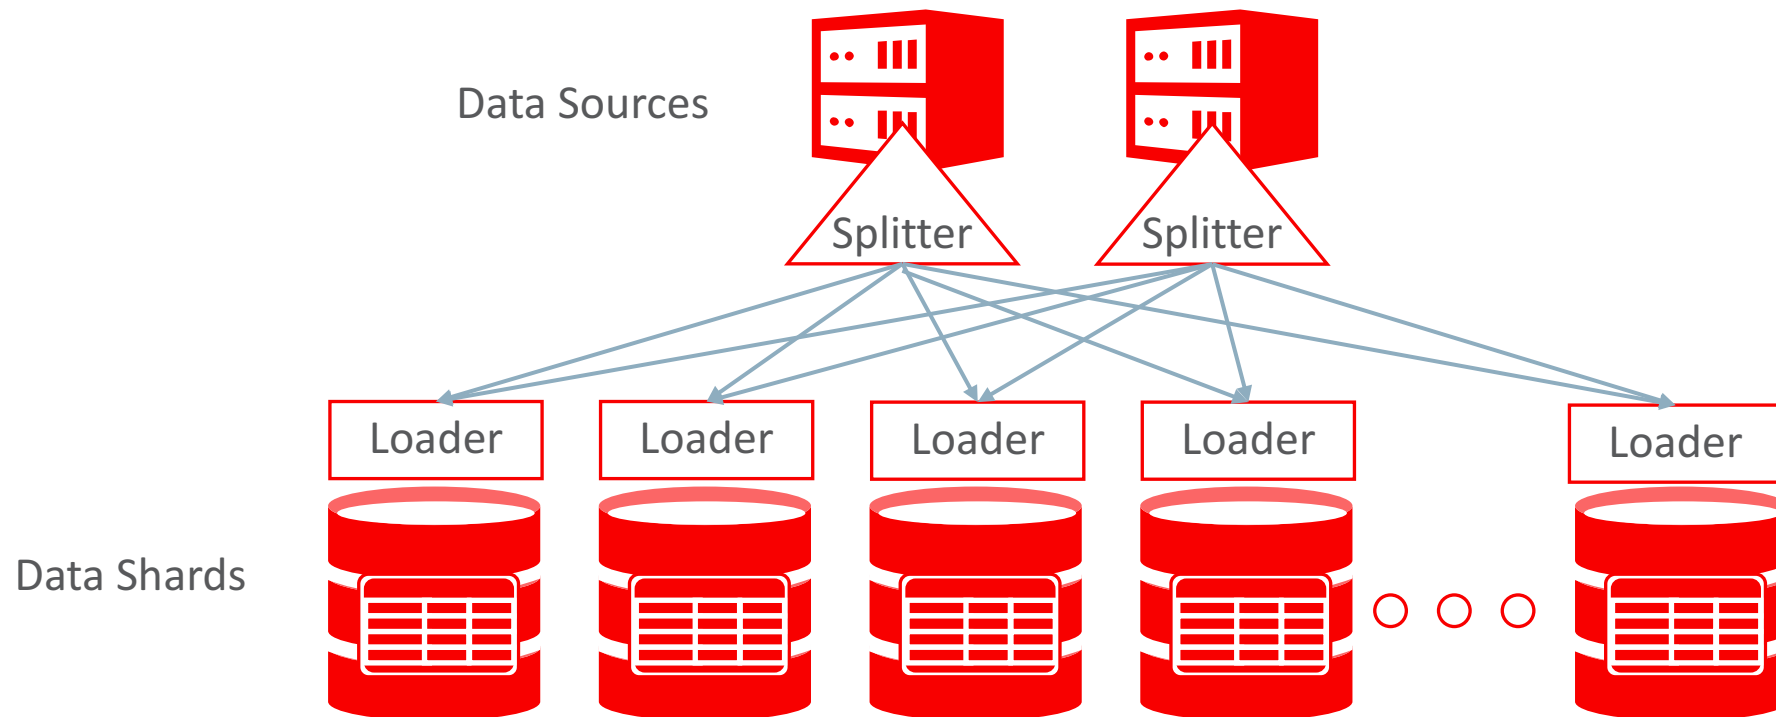 Data Sources
Splitter
Splitter
Loader
Loader
Loader
Loader
Loader
Data Shards